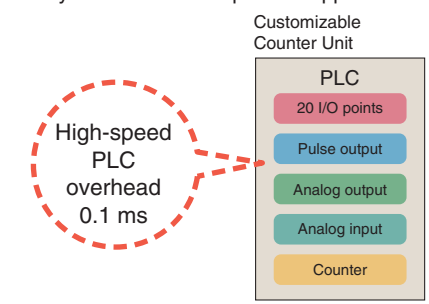 Customizable
Counter Unit
PLC
20 I/O points
Pulse output
Analog output
Analog input
Counter
High-speed
PLC
overhead
0.1 ms